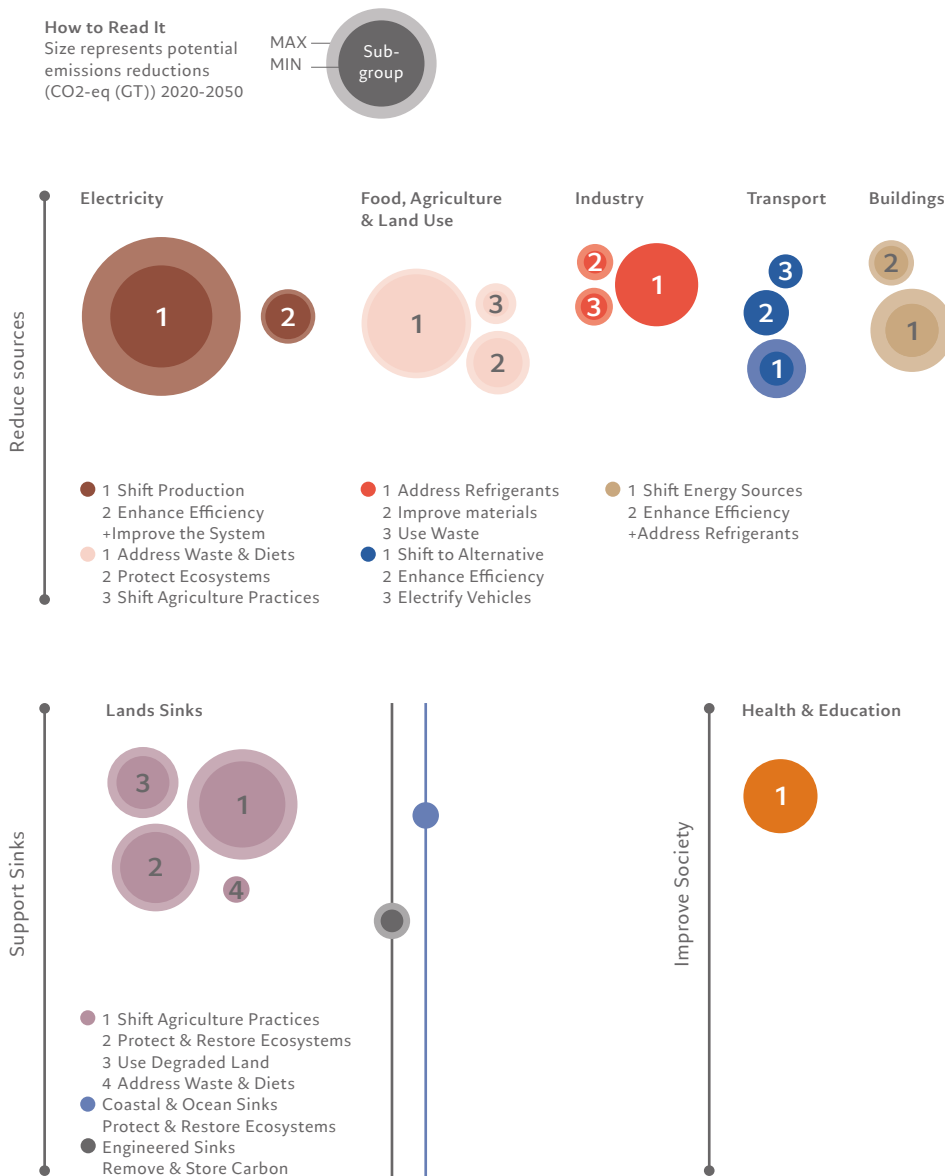 How to Read It
Size represents potential
emissions reductions
(CO2-eq (GT)) 2020-2050
MAX
MIN
Sub-
group
Reduce sources
Electricity
Food, Agriculture
& Land Use
Industry
Transport
Buildings
1
2
1
3
2
2
3
1
3
2
1
2
1
1 Shift Production
2 Enhance Efficiency
+Improve the System
1 Address Waste & Diets
2 Protect Ecosystems
3 Shift Agriculture Practices
1 Address Refrigerants
2 Improve materials
3 Use Waste
1 Shift to Alternative
2 Enhance Efficiency
3 Electrify Vehicles
1 Shift Energy Sources
2 Enhance Efficiency
+Address Refrigerants
Support Sinks
Lands Sinks
3
1
2
4
1 Shift Agriculture Practices
2 Protect & Restore Ecosystems
3 Use Degraded Land
4 Address Waste & Diets
Coastal & Ocean Sinks
Protect & Restore Ecosystems
Engineered Sinks
Remove & Store Carbon
Improve Society
Health & Education
1